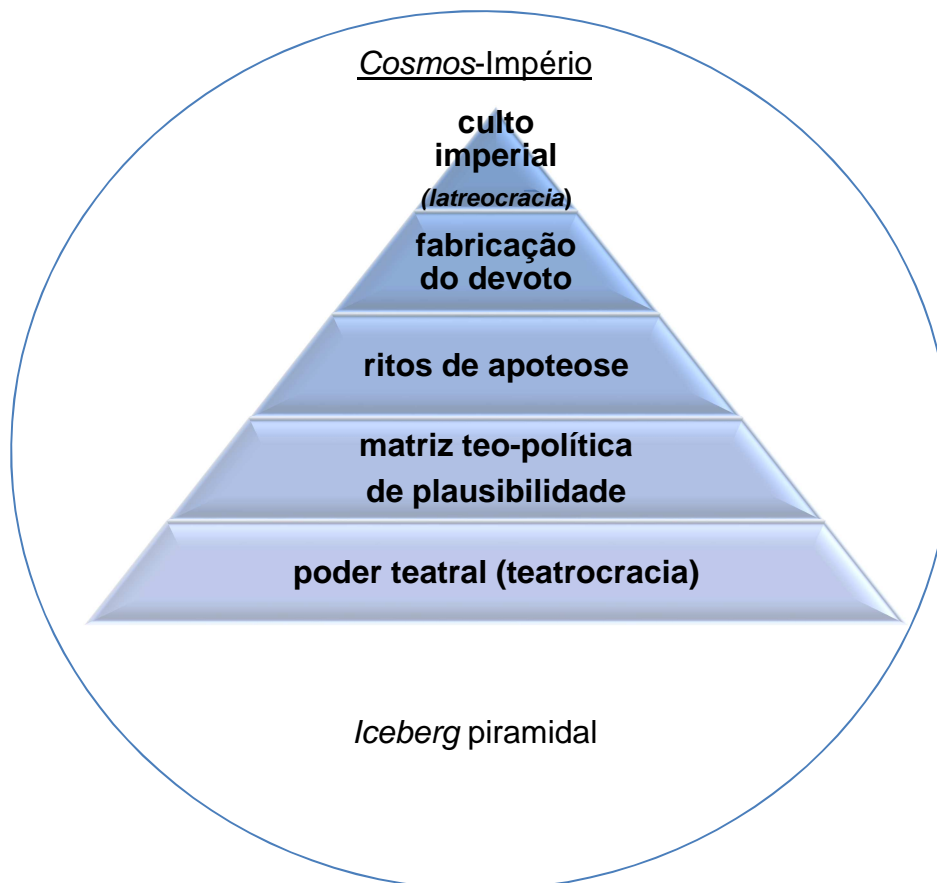 Cosmos-Império
culto
imperial
(latreocracia)
fabricação
do devoto
ritos de apoteose
matriz teo-política
de plausibilidade
poder teatral (teatrocracia)
Iceberg piramidal